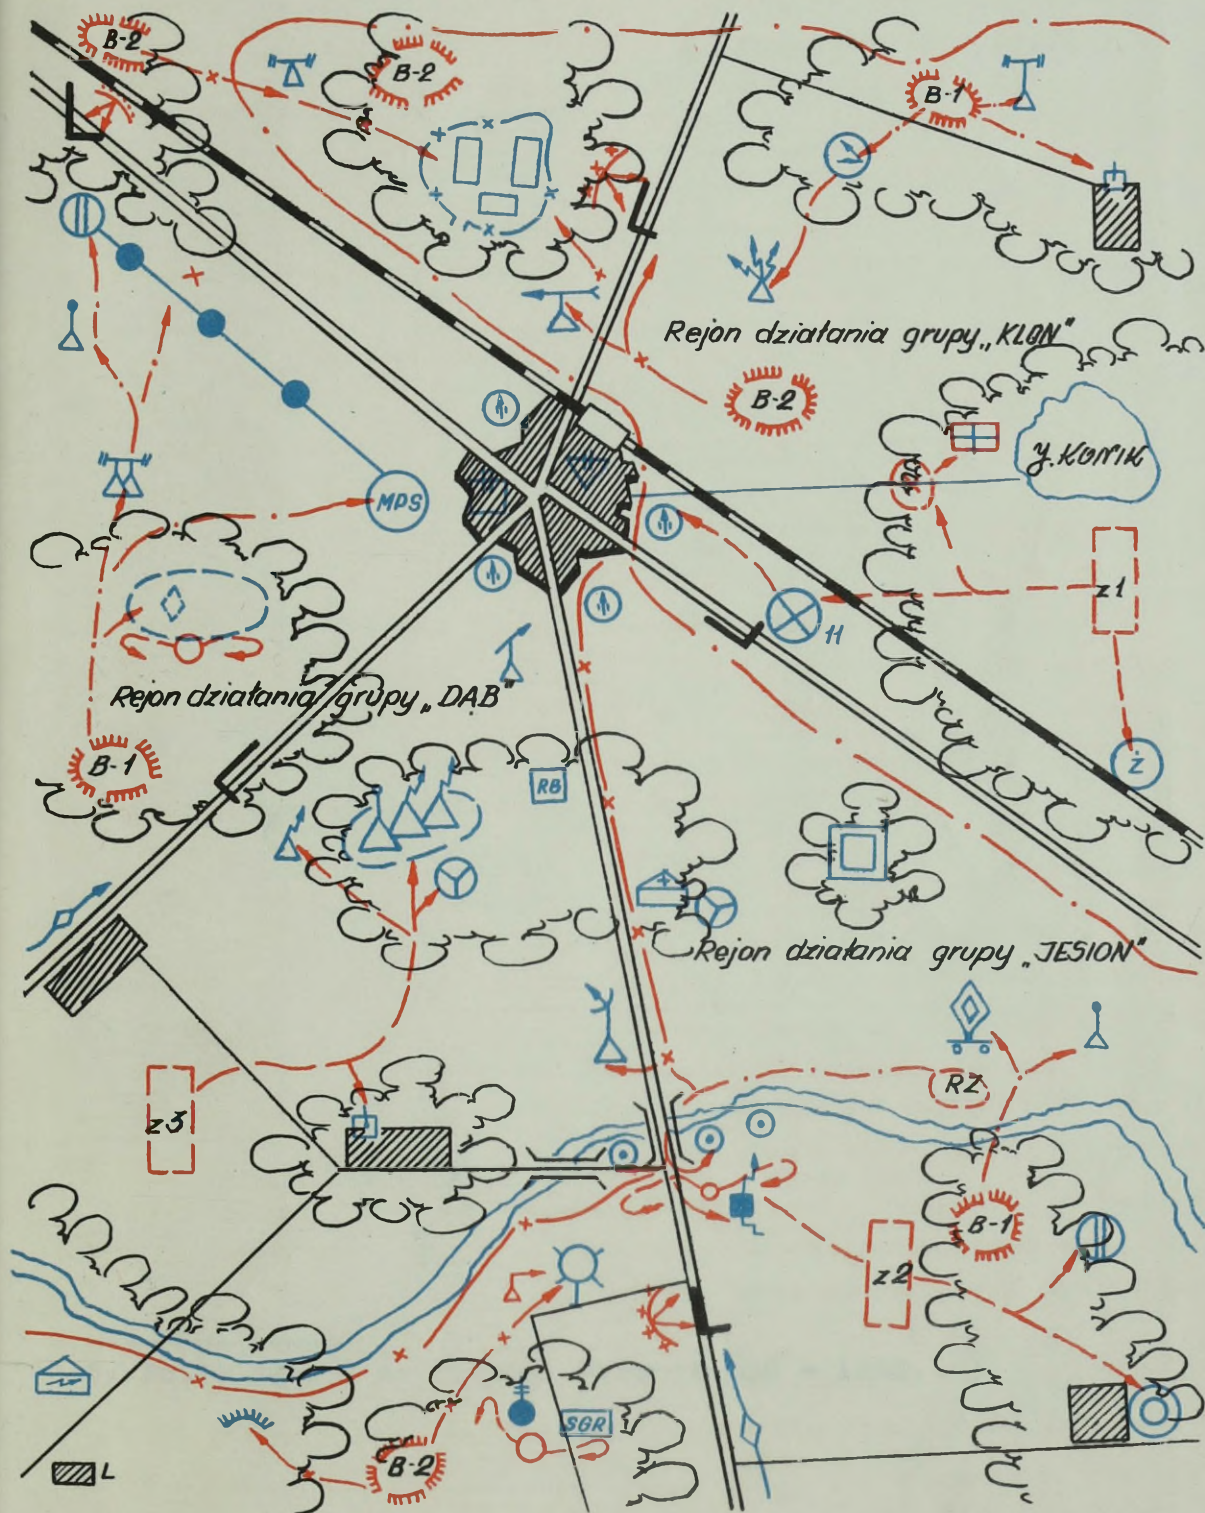 B-2
B-2
B-1
Rejon działania grupy „KLON"
B-2
J. KONIK
MPS
z1
11
Rejon działania grupy „DĄB"
B-1
Ż
RB
Rejon działania grupy „JESION"
RZ
z3
B-1
z2
SGR
B-2
L